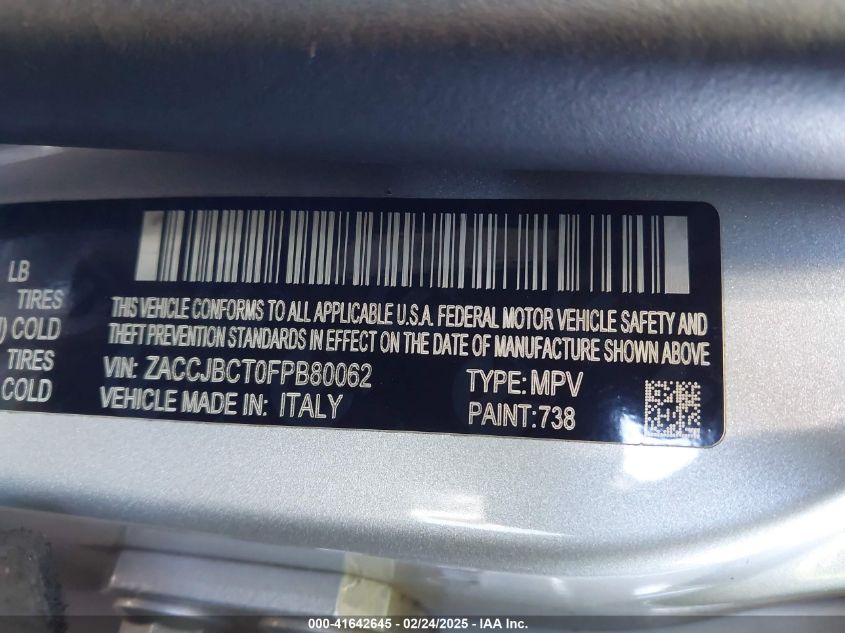 LB
TIRES
) COLD
TIRES
COLD
THIS VEHICLE CONFORMS TO ALL APPLICABLE U.S.A. FEDERAL MOTOR VEHICLE SAFETY AND
THEFT PREVENTION STANDARDS IN EFFECT ON THE DATE OF MANUFACTURE SHOWN ABOVE
VIN: ZACCJBCT0FPB80062 TYPE: MPV
VEHICLE MADE IN: ITALY PAINT:738
000-41642645 / 02/24/2025 - IAA Inc.